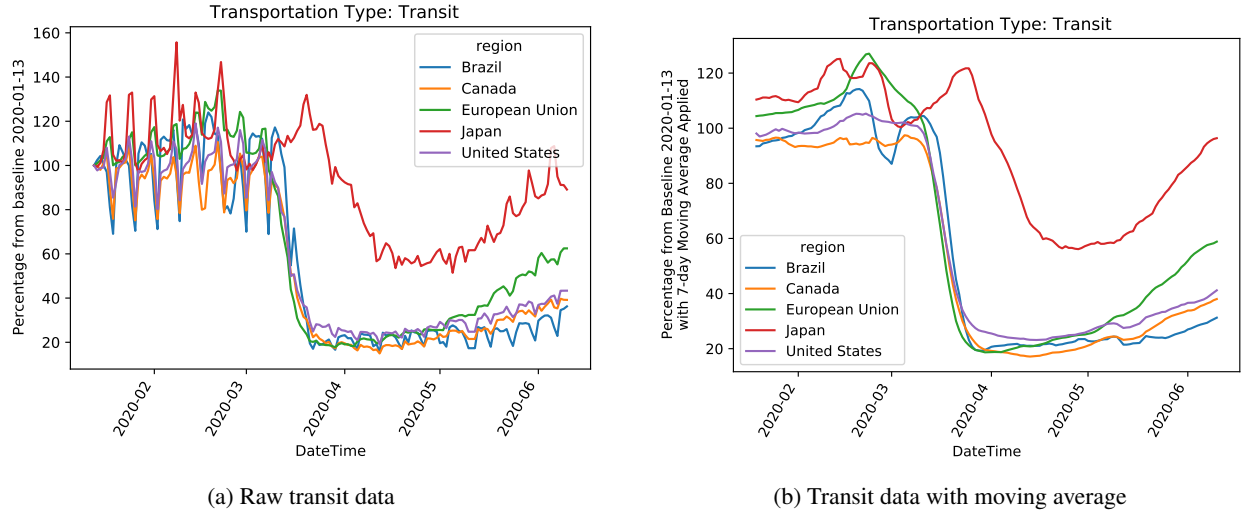 Transportation Type: Transit
Percentage from baseline 2020-01-13
160
140
120
100
80
60
40
20
region
Brazil
Canada
European Union
Japan
United States
2020-02
2020-03
2020-04
2020-05
2020-06
DateTime
(a) Raw transit data
Transportation Type: Transit
Percentage from Baseline 2020-01-13
with 7-day Moving Average Applied
120
100
80
60
40
20
region
Brazil
Canada
European Union
Japan
United States
2020-02
2020-03
2020-04
2020-05
2020-06
DateTime
(b) Transit data with moving average